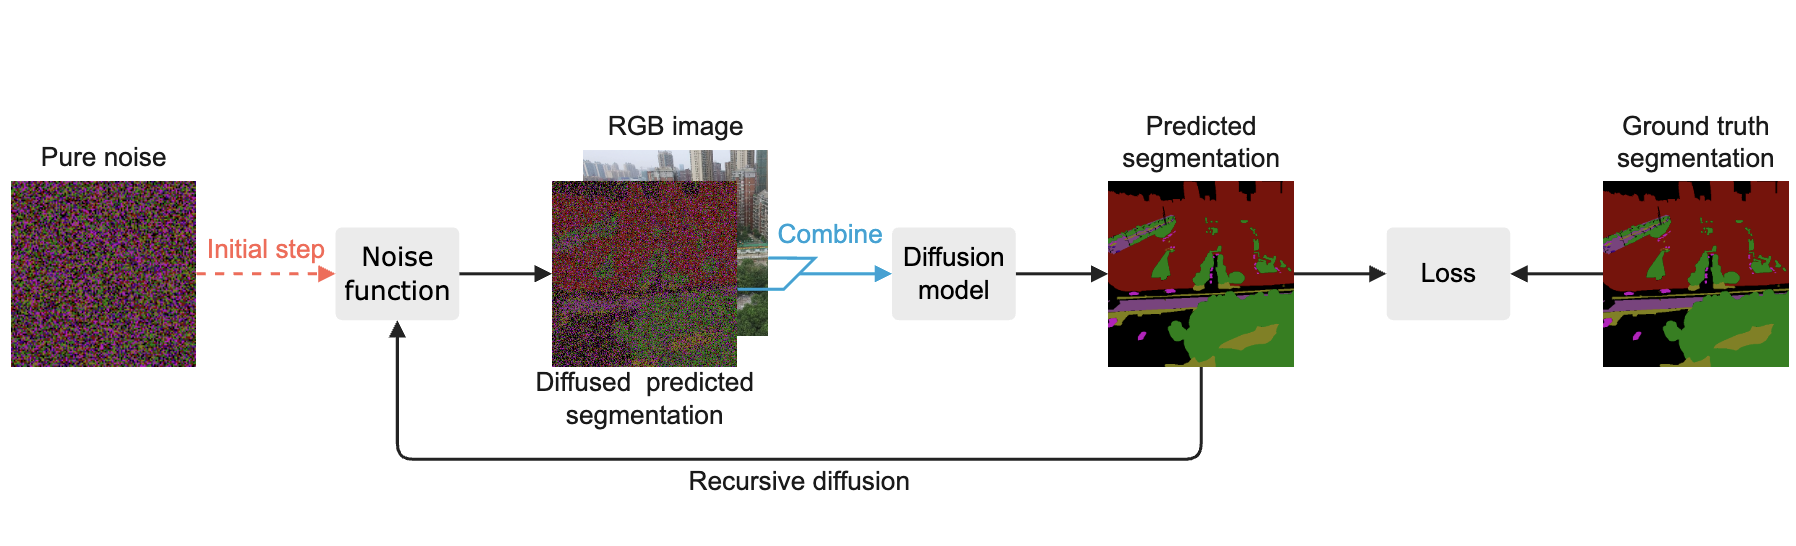 Pure noise
Initial step
Noise
function
RGB image
Diffused predicted
segmentation
Combine
Diffusion
model
Predicted
segmentation
Loss
Ground truth
segmentation
Recursive diffusion